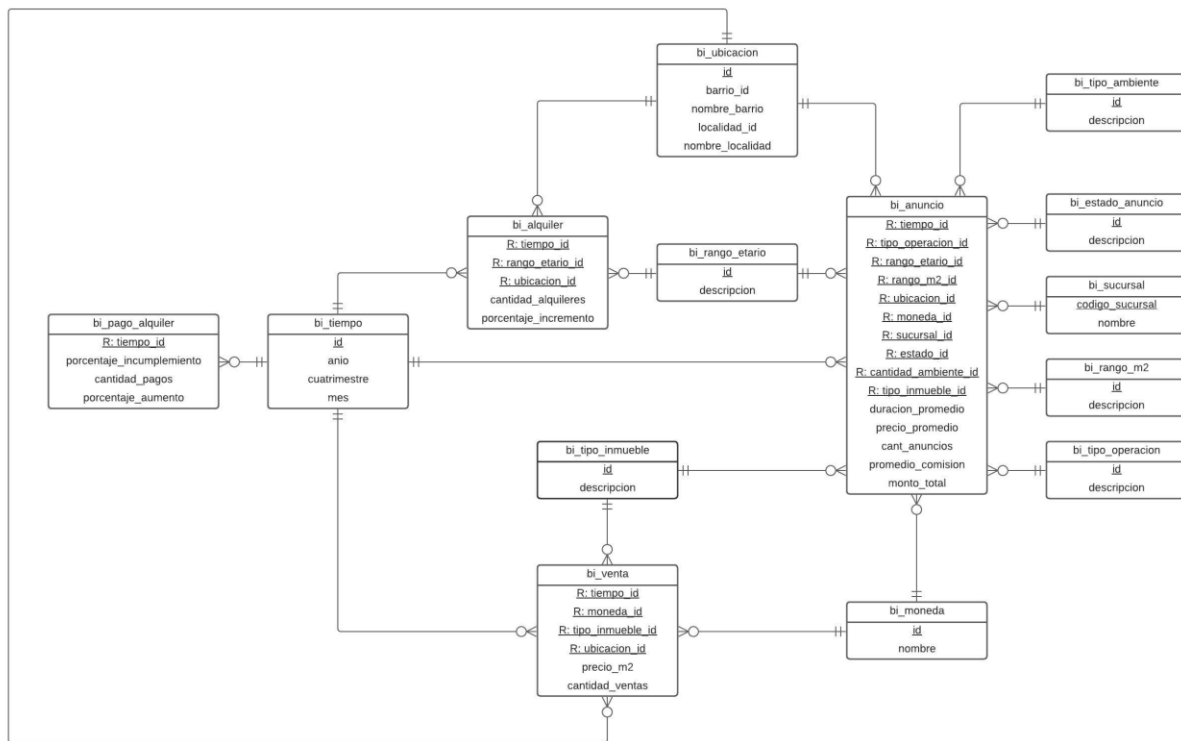 bi_ubicacion
id
barrio_id
nombre_barrio
localidad_id
nombre_localidad
bi_tipo_ambiente
id
descripcion
bi_alquiler
R: tiempo_id
R: rango_etario_id
R: ubicacion_id
cantidad_alquileres
porcentaje_incremento
bi_rango_etario
id
descripcion
bi_anuncio
R: tiempo_id
R: tipo_operacion_id
R: rango_etario_id
R: rango_m2_id
R: ubicacion_id
R: moneda_id
R: sucursal_id
R: estado_id
R: cantidad_ambiente_id
R: tipo_inmueble_id
duracion_promedio
precio_promedio
cant_anuncios
promedio_comision
monto_total
bi_estado_anuncio
id
descripcion
bi_sucursal
codigo_sucursal
nombre
bi_rango_m2
id
descripcion
bi_tipo_operacion
id
descripcion
bi_pago_alquiler
R: tiempo_id
porcentaje_incumplemiento
cantidad_pagos
porcentaje_aumento
bi_tiempo
id
anio
cuatrimestre
mes
bi_tipo_inmueble
id
descripcion
bi_venta
R: tiempo_id
R: moneda_id
R: tipo_inmueble_id
R: ubicacion_id
precio_m2
cantidad_ventas
bi_moneda
id
nombre